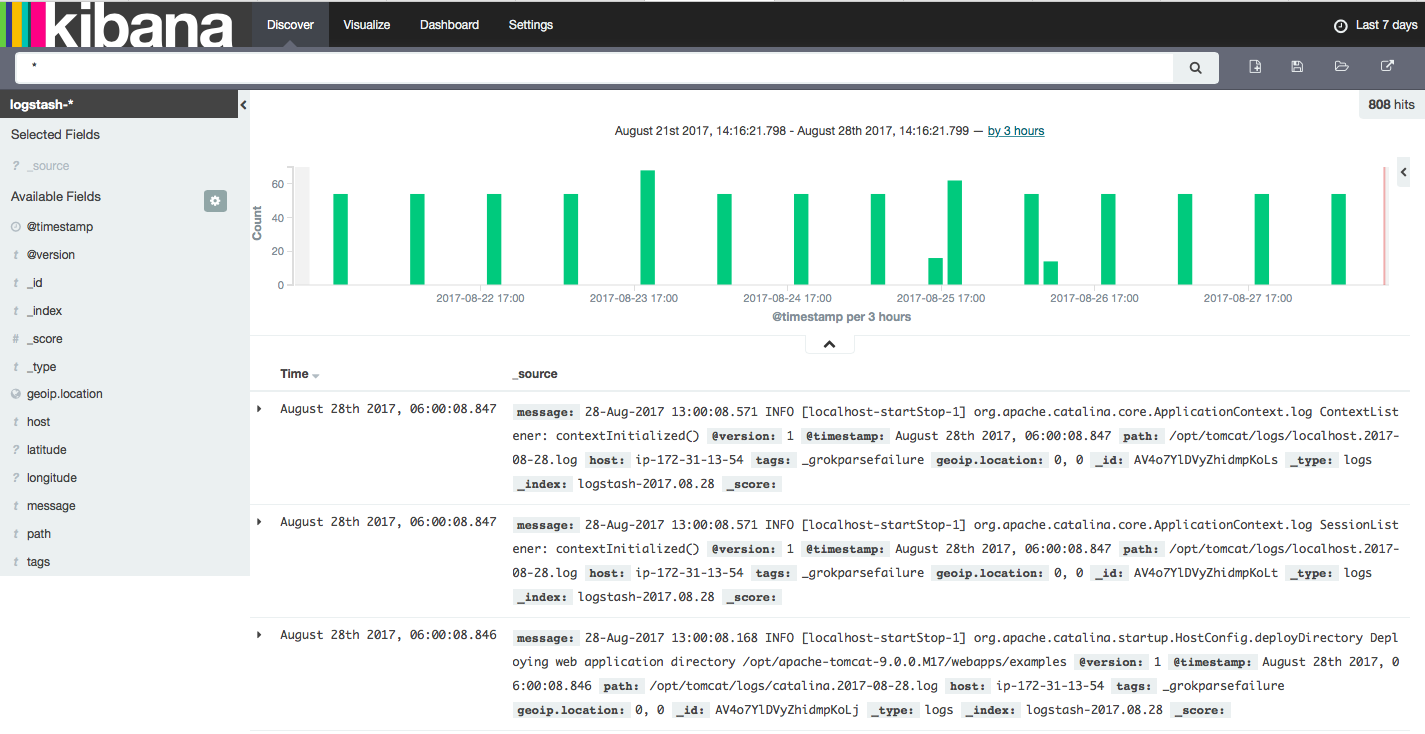 kibana
Discover
Visualize
Dashboard
Settings
Last 7 days
*
logstash-*
808 hits
Selected Fields
? _source
Available Fields
@timestamp
t @version
t _id
t _index
# _score
t _type
geoip.location
t host
? latitude
? longitude
t message
t path
t tags
August 21st 2017, 14:16:21.798 - August 28th 2017, 14:16:21.799 — by 3 hours
Count
60
40
20
0
2017-08-22 17:00
2017-08-23 17:00
2017-08-24 17:00
2017-08-25 17:00
2017-08-26 17:00
2017-08-27 17:00
@timestamp per 3 hours
Time
_source
August 28th 2017, 06:00:08.847
message: 28-Aug-2017 13:00:08.571 INFO [localhost-startStop-1] org.apache.catalina.core.ApplicationContext.log ContextList
ener: contextInitialized() @version: 1 @timestamp: August 28th 2017, 06:00:08.847 path: /opt/tomcat/logs/localhost.2017-
08-28.log host: ip-172-31-13-54 tags: _grokparsefailure geoip.location: 0, 0 _id: AV4o7YlDVyZhidmpKoLs _type: logs
_index: logstash-2017.08.28 _score:
August 28th 2017, 06:00:08.847
message: 28-Aug-2017 13:00:08.571 INFO [localhost-startStop-1] org.apache.catalina.core.ApplicationContext.log SessionList
ener: contextInitialized() @version: 1 @timestamp: August 28th 2017, 06:00:08.847 path: /opt/tomcat/logs/localhost.2017-
08-28.log host: ip-172-31-13-54 tags: _grokparsefailure geoip.location: 0, 0 _id: AV4o7YlDVyZhidmpKoLt _type: logs
_index: logstash-2017.08.28 _score:
August 28th 2017, 06:00:08.846
message: 28-Aug-2017 13:00:08.168 INFO [localhost-startStop-1] org.apache.catalina.startup.HostConfig.deployDirectory Depl
oying web application directory /opt/apache-tomcat-9.0.0.M17/webapps/examples @version: 1 @timestamp: August 28th 2017, 0
6:00:08.846 path: /opt/tomcat/logs/catalina.2017-08-28.log host: ip-172-31-13-54 tags: _grokparsefailure
geoip.location: 0, 0 _id: AV4o7YlDVyZhidmpKoLj _type: logs _index: logstash-2017.08.28 _score: